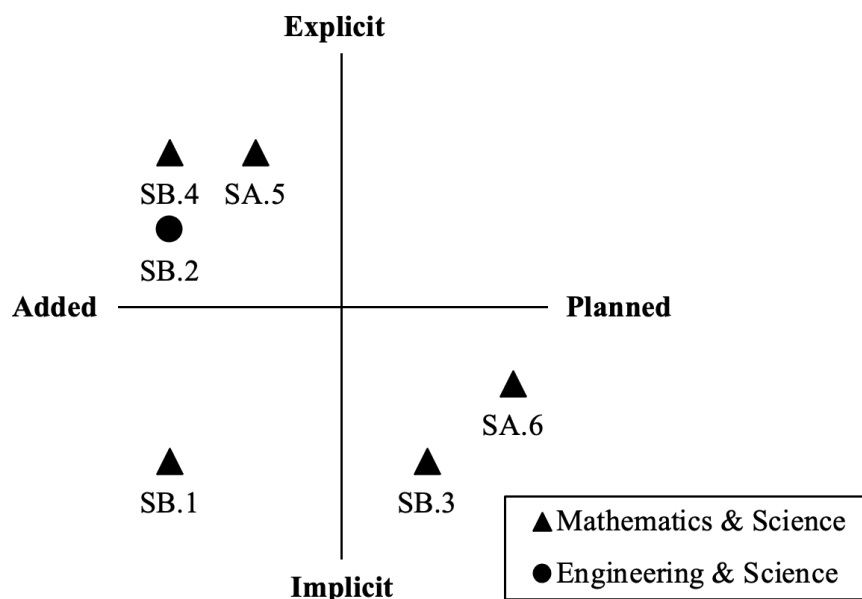 Explicit
SB.4 SA.5
SB.2
Added Planned
SA.6
SB.1 SB.3
Mathematics & Science
Engineering & Science
Implicit